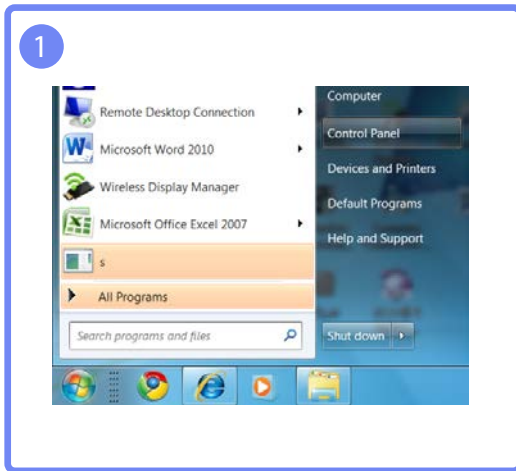 1
Remote Desktop Connection
Microsoft Word 2010
Wireless Display Manager
Microsoft Office Excel 2007
s
All Programs
Search programs and files
Computer
Control Panel
Devices and Printers
Default Programs
Help and Support
Shut down